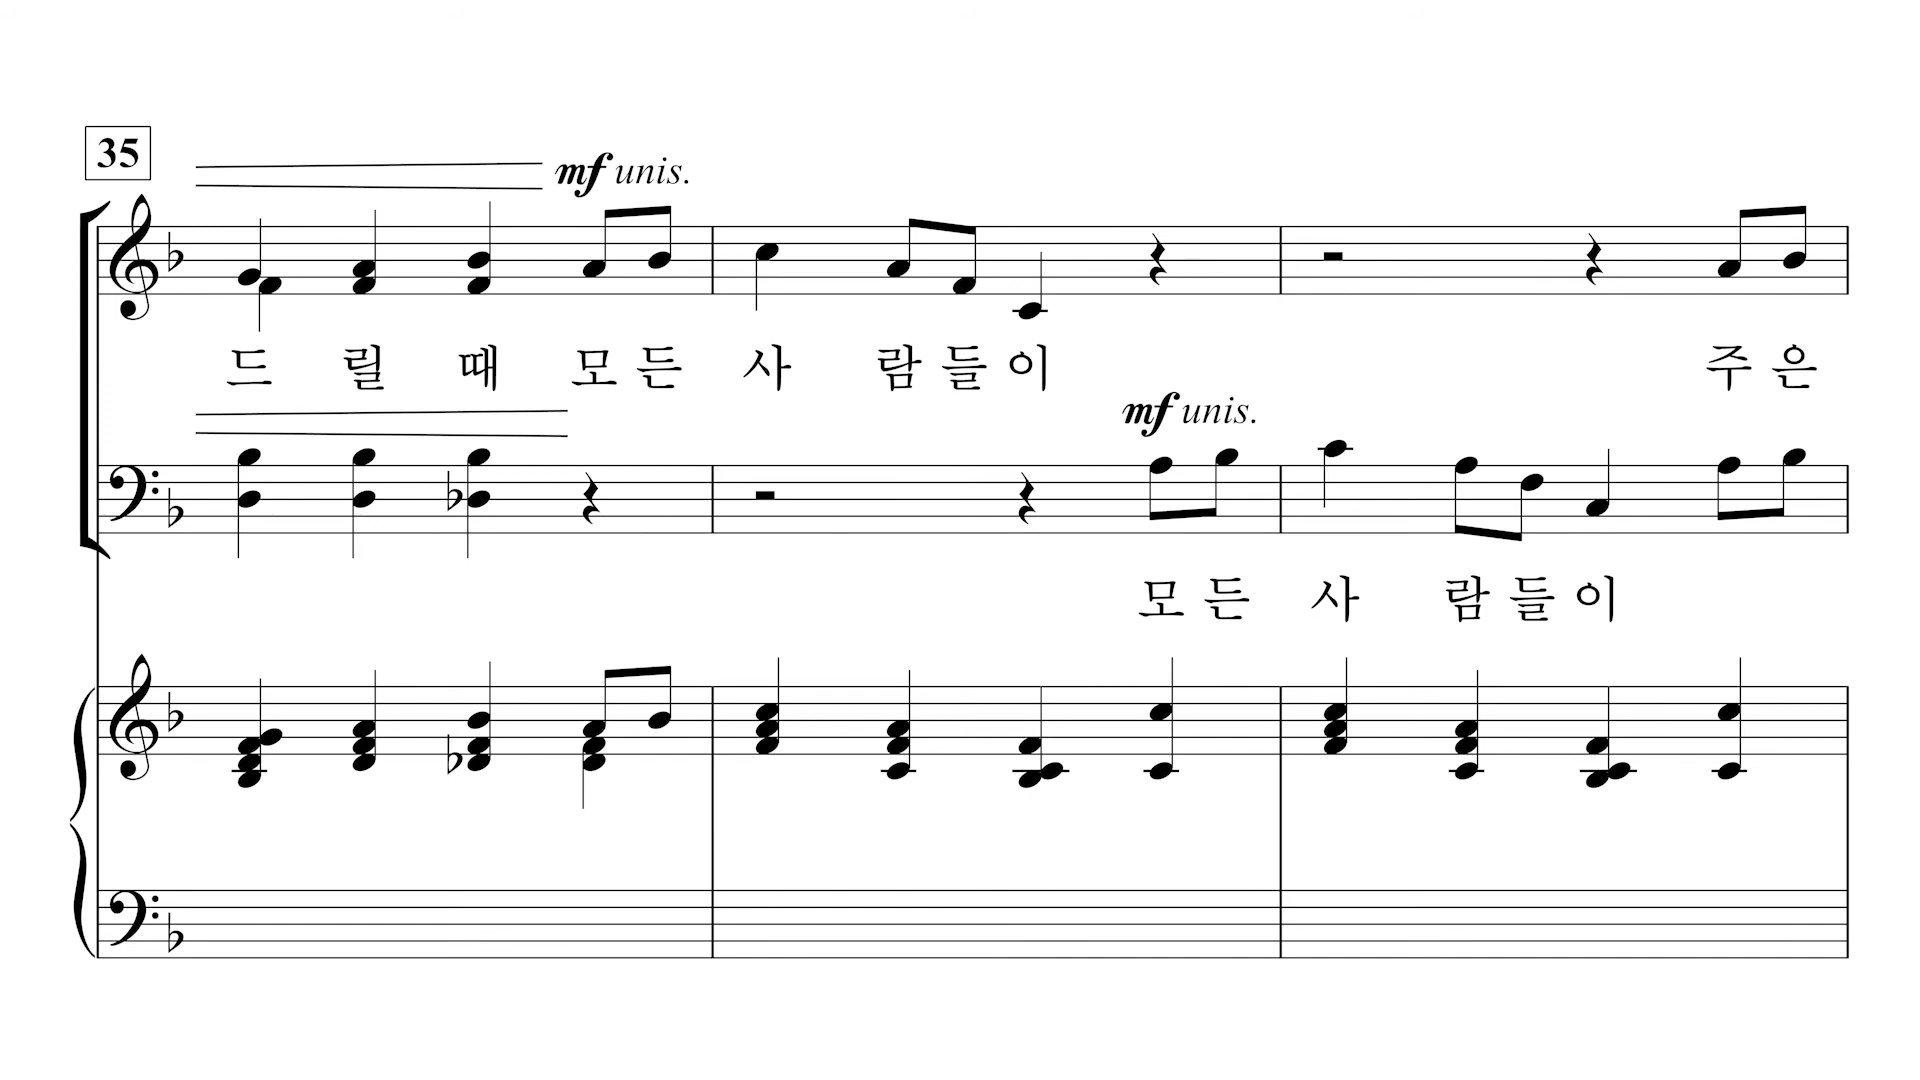 35
mf unis.
드 릴 때 모 든 사 람 들 이 주 은
mf unis.
모 든 사 람 들 이